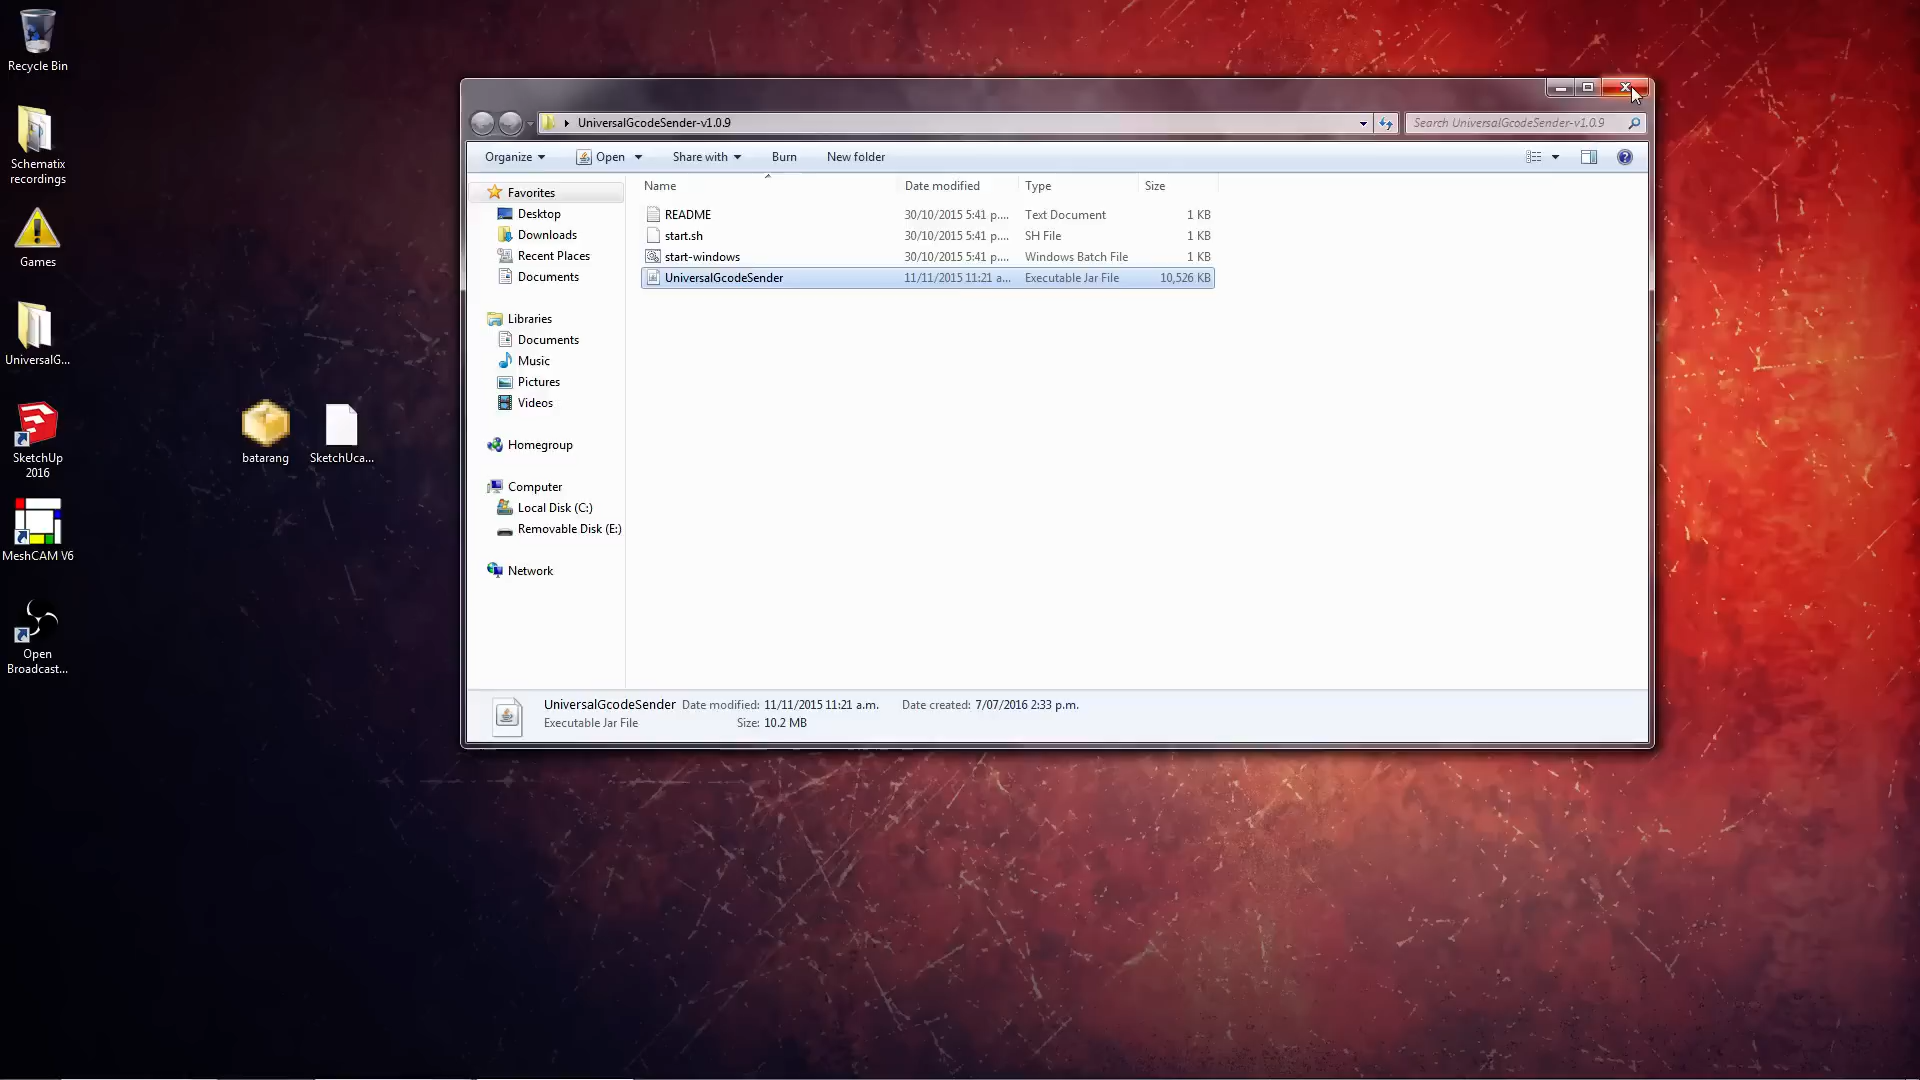 Recycle Bin
Schematix
recordings
Games
UniversalG...
SketchUp
2016
MeshCAM V6
Open
Broadcast...
batarang
SketchUca...
UniversalGcodeSender-v1.0.9
Search UniversalGcodeSender-v1.0.9
Organize Open Share with Burn New folder
Name Date modified Type Size
README 30/10/2015 5:41 p.... Text Document 1 KB
start.sh 30/10/2015 5:41 p.... SH File 1 KB
start-windows 30/10/2015 5:41 p.... Windows Batch File 1 KB
UniversalGcodeSender 11/11/2015 11:21 a... Executable Jar File 10,526 KB
Favorites
Desktop
Downloads
Recent Places
Documents
Libraries
Documents
Music
Pictures
Videos
Homegroup
Computer
Local Disk (C:)
Removable Disk (E:)
Network
UniversalGcodeSender Date modified: 11/11/2015 11:21 a.m. Date created: 7/07/2016 2:33 p.m.
Executable Jar File Size: 10.2 MB